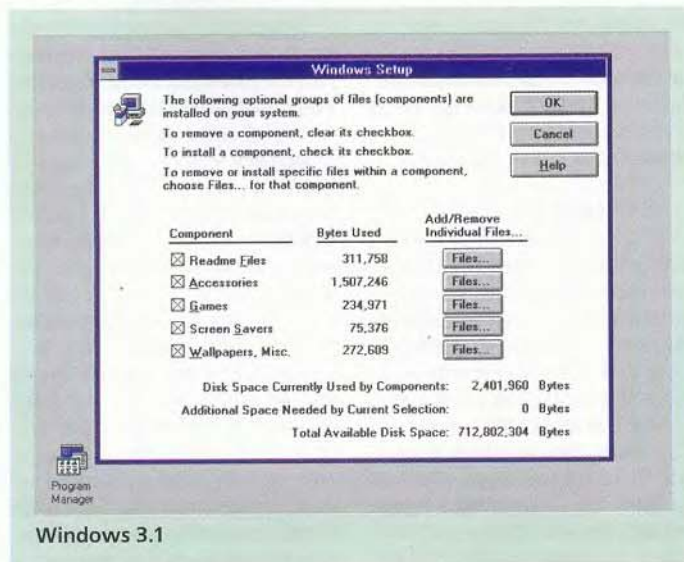 Windows Setup
The following optional groups of files (components) are
installed on your system.
To remove a component, clear its checkbox.
To install a component, check its checkbox.
To remove or install specific files within a component,
choose Files... for that component.
OK
Cancel
Help
Component Bytes Used Add/Remove
Individual Files...
Readme Files 311,758 Files...
Accessories 1,507,246 Files...
Games 234,971 Files...
Screen Savers 75,376 Files...
Wallpapers, Misc. 272,609 Files...
Disk Space Currently Used by Components: 2,401,960 Bytes
Additional Space Needed by Current Selection: 0 Bytes
Total Available Disk Space: 712,802,304 Bytes
Program
Manager
Windows 3.1